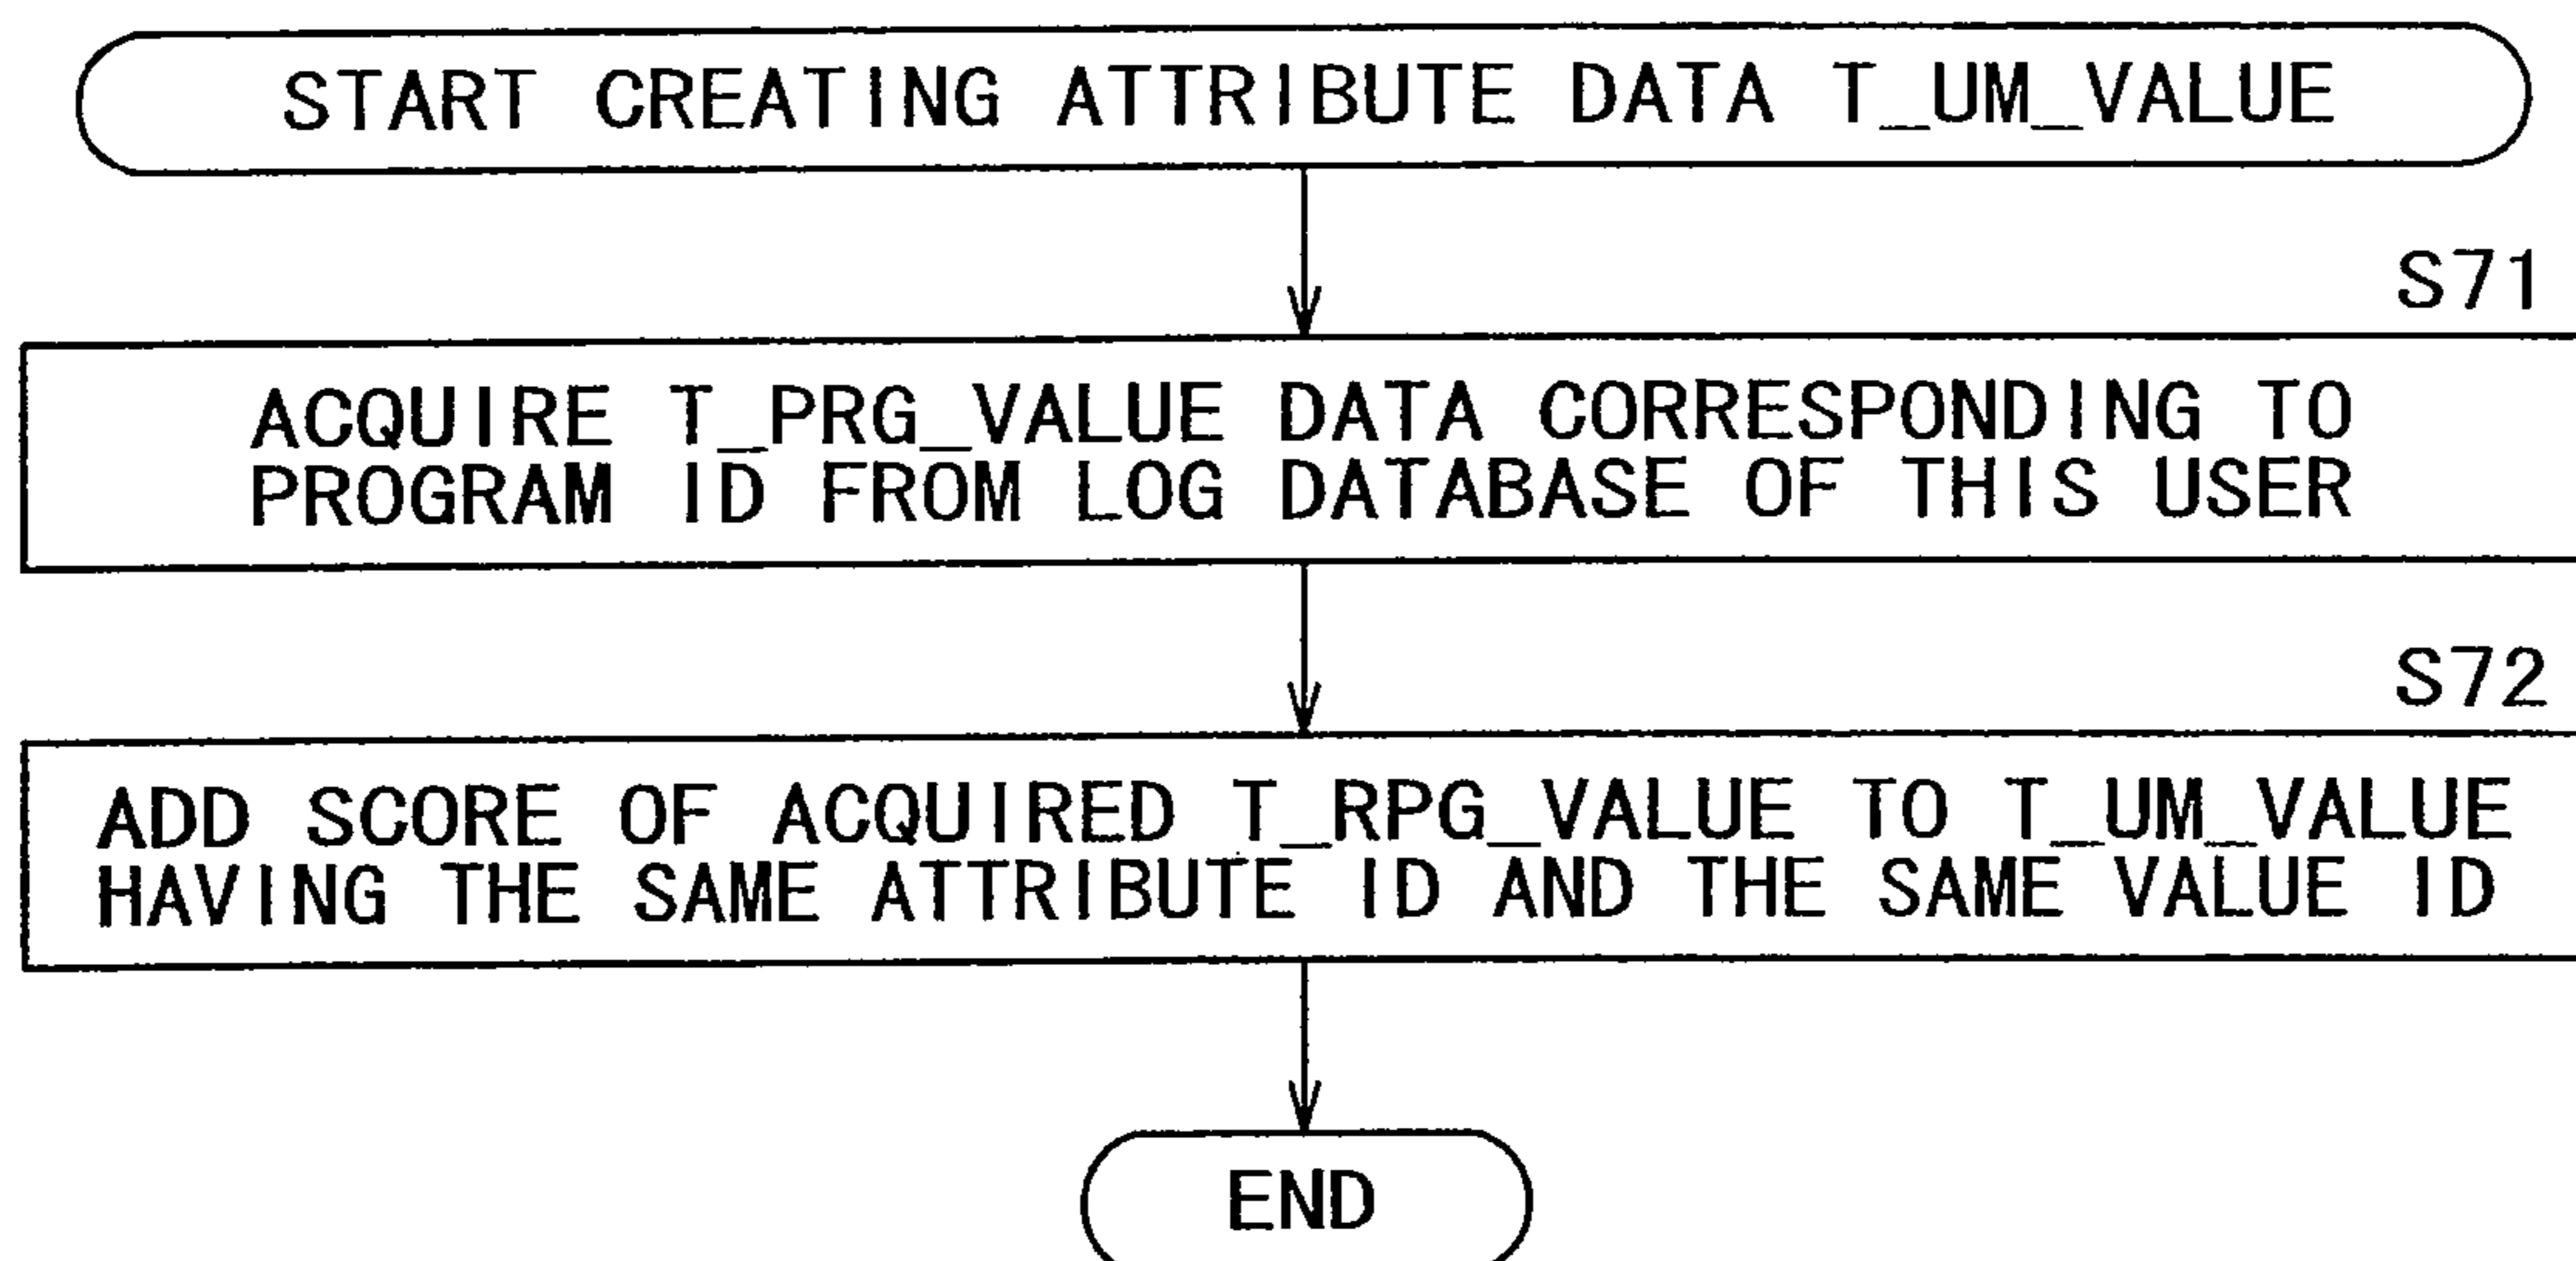 START CREATING ATTRIBUTE DATA T_UM_VALUE
S71
ACQUIRE T_PRG_VALUE DATA CORRESPONDING TO
PROGRAM ID FROM LOG DATABASE OF THIS USER
S72
ADD SCORE OF ACQUIRED T_RPG_VALUE TO T_UM_VALUE
HAVING THE SAME ATTRIBUTE ID AND THE SAME VALUE ID
END